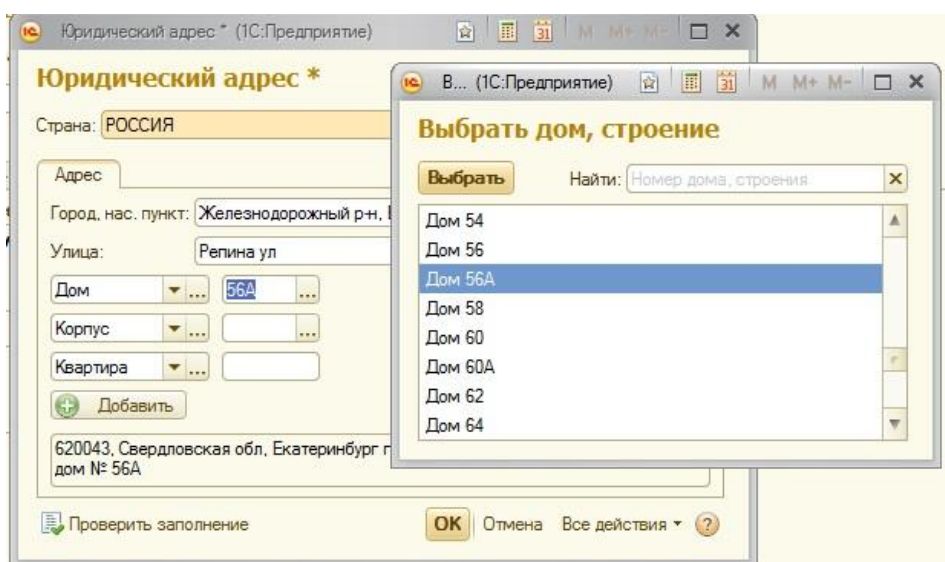 Юридический адрес * (1С:Предприятие)
31
M M+ M-
Юридический адрес *
Страна: РОССИЯ
Адрес
Город, нас. пункт: Железнодорожный р-н,
Улица: Репина ул
Дом ... 56А ...
Корпус ... ...
Квартира ...
Добавить
620043, Свердловская обл, Екатеринбург г
дом № 56А
Проверить заполнение
ОК Отмена Все действия ?
В... (1С:Предприятие)
31
M M+ M-
Выбрать дом, строение
Выбрать Найти: Номер дома, строения
Дом 54
Дом 56
Дом 56А
Дом 58
Дом 60
Дом 60А
Дом 62
Дом 64